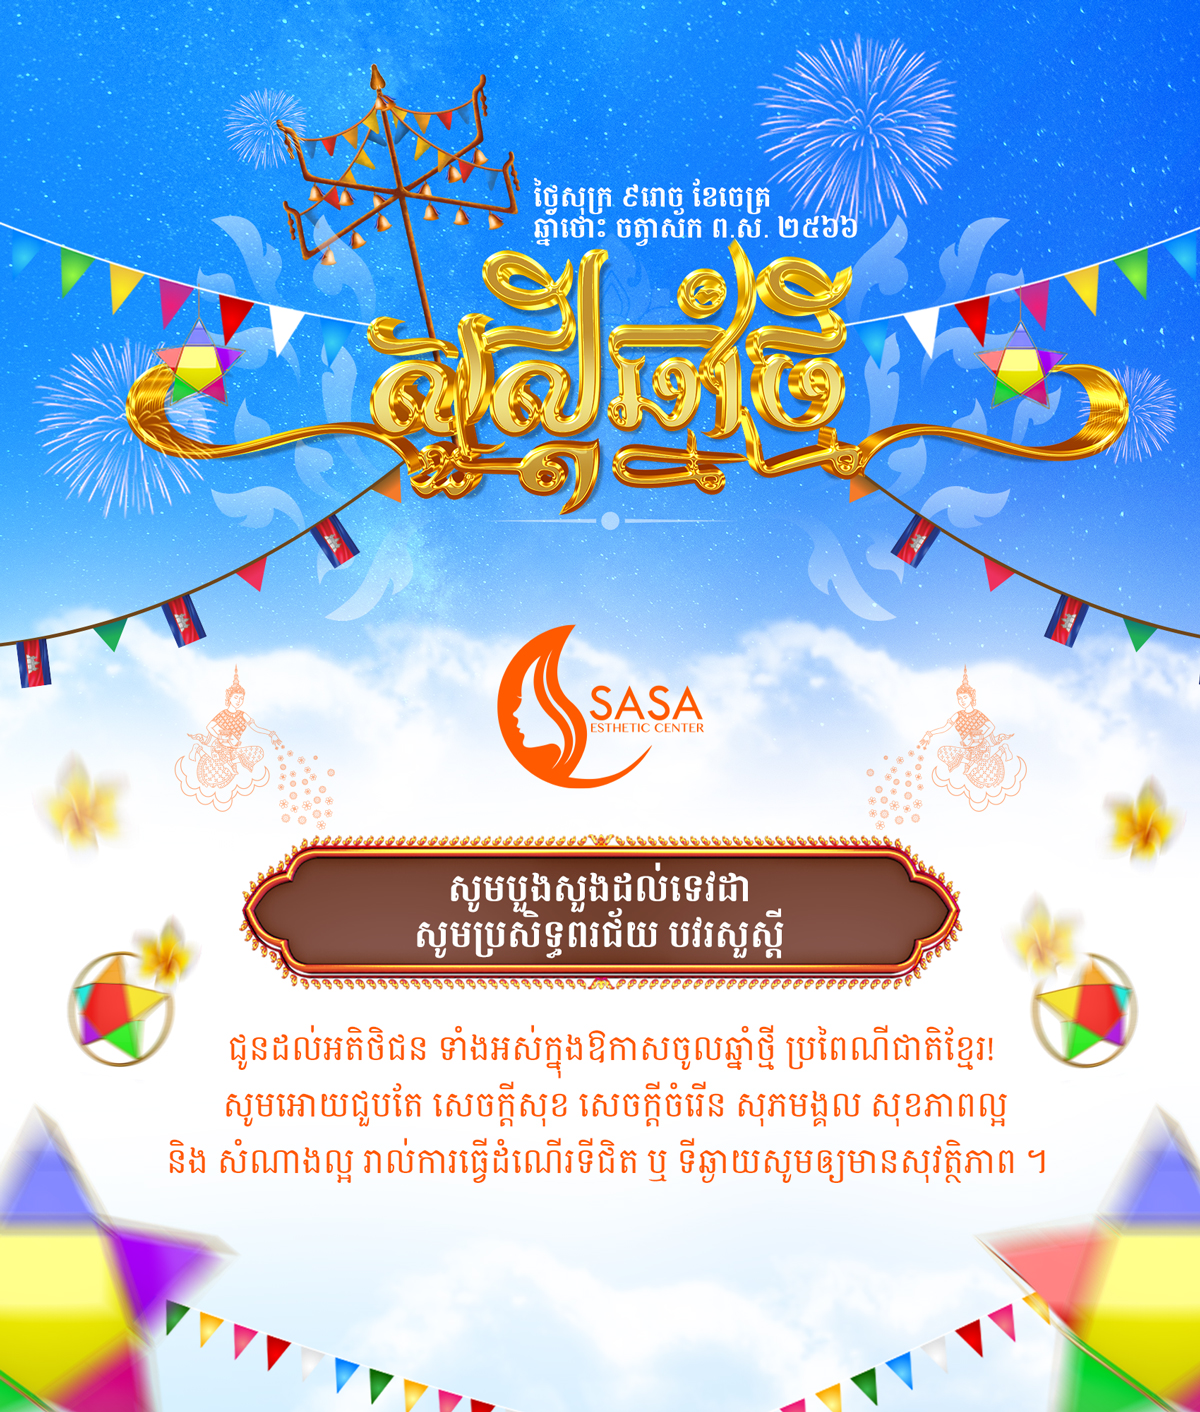 ថ្ងៃសុក្រ ៩រោច ខែចេត្រ
ឆ្នាំថោះ ចត្វាស័ក ព.ស. ២៥៦៦
សួស្តីឆ្នាំថ្មី
SASA
ESTHETIC CENTER
សូមបួងសួងដល់ទេវដា
សូមប្រសិទ្ធពរជ័យ បវរសួស្តី
ជូនដល់អតិថិជន ទាំងអស់ក្នុងឱកាសចូលឆ្នាំថ្មី ប្រពៃណីជាតិខ្មែរ!
សូមអោយជួបតែ សេចក្តីសុខ សេចក្តីចំរើន សុភមង្គល សុខភាពល្អ
និង សំណាងល្អ រាល់ការធ្វើដំណើរទីជិត ឬ ទីឆ្ងាយសូមឲ្យមានសុវត្ថិភាព ។